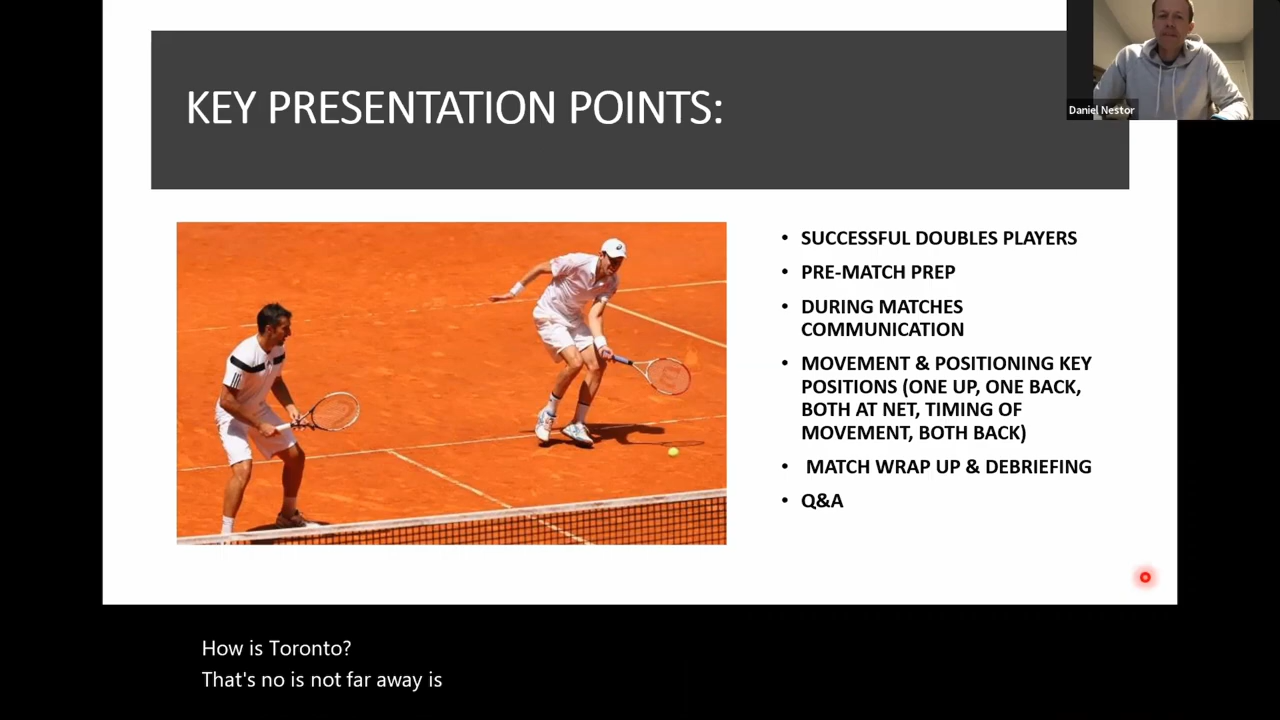 KEY PRESENTATION POINTS:
Daniel Nestor
• SUCCESSFUL DOUBLES PLAYERS
• PRE-MATCH PREP
• DURING MATCHES
COMMUNICATION
• MOVEMENT & POSITIONING KEY
POSITIONS (ONE UP, ONE BACK,
BOTH AT NET, TIMING OF
MOVEMENT, BOTH BACK)
• MATCH WRAP UP & DEBRIEFING
• Q&A
How is Toronto?
That's no is not far away is